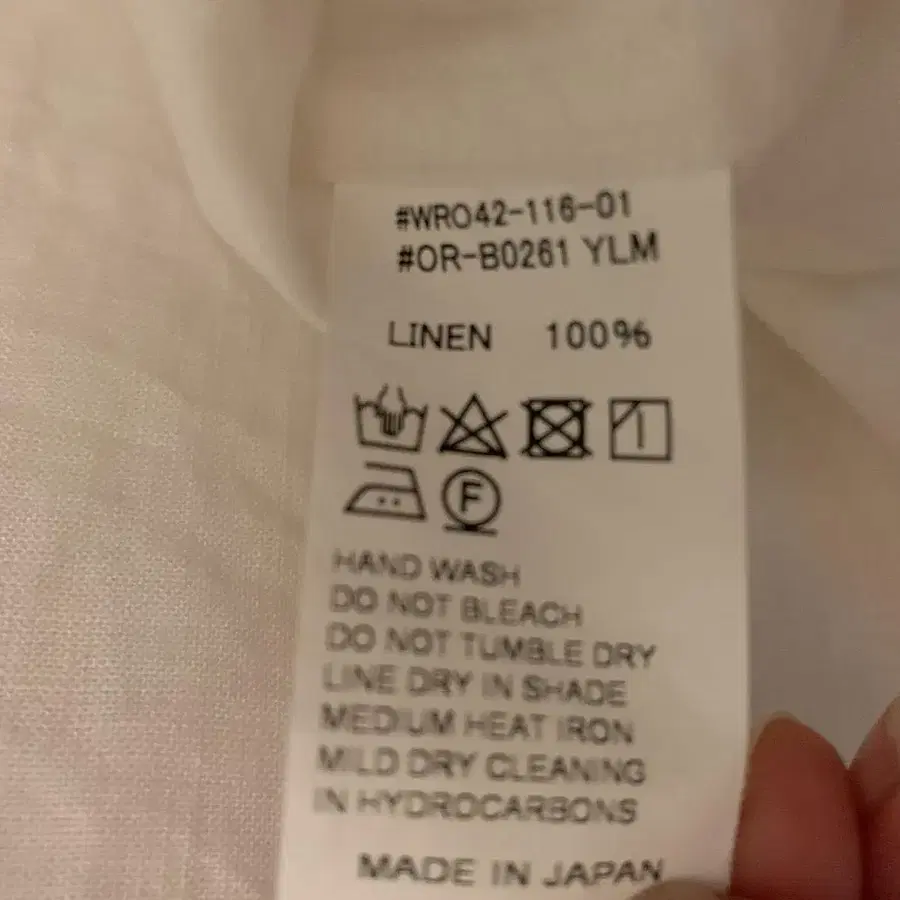 #WR042-116-01
#OR-B0261 YLM
LINEN 100%
F
HAND WASH
DO NOT BLEACH
DO NOT TUMBLE DRY
LINE DRY IN SHADE
MEDIUM HEAT IRON
MILD DRY CLEANING
IN HYDROCARBONS
MADE IN JAPAN